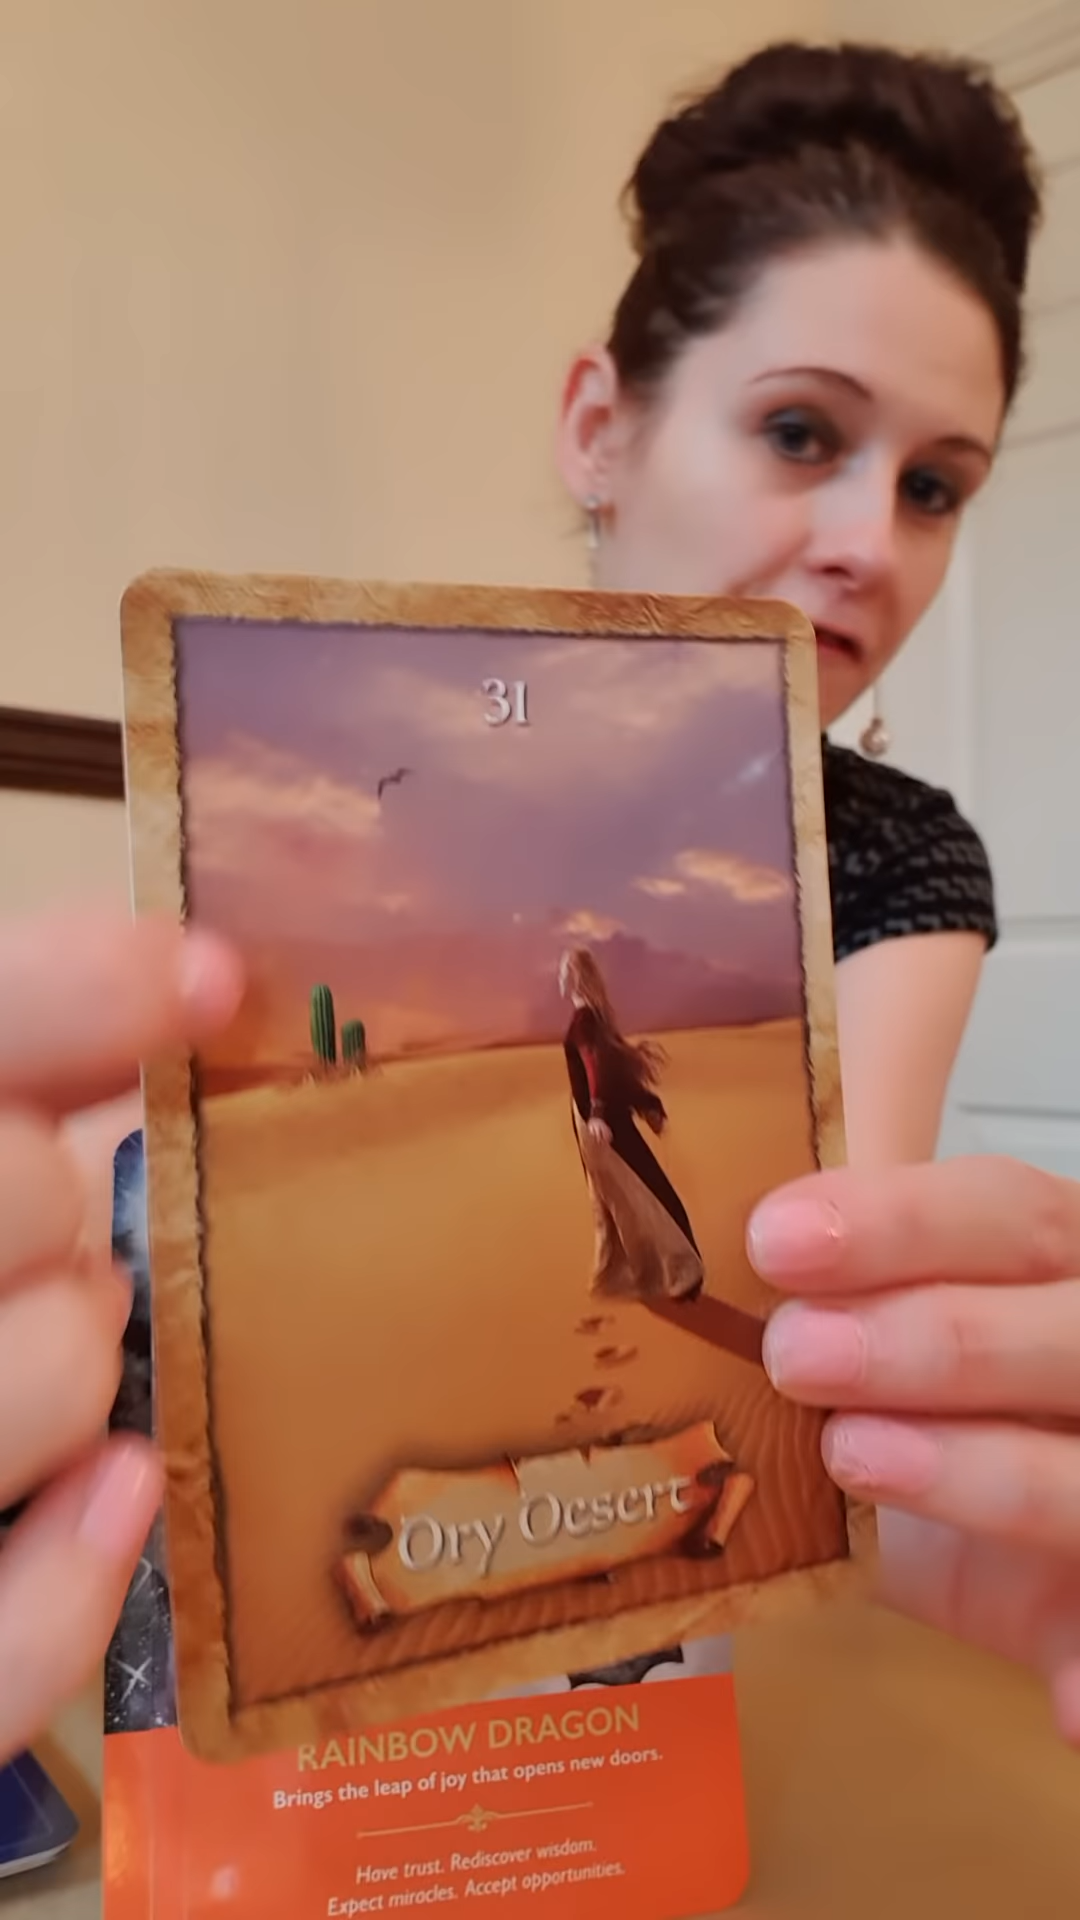 31
Dry Desert
RAINBOW DRAGON
Brings the leap of joy that opens new doors.
Have trust. Rediscover wisdom.
Expect miracles. Accept opportunities.